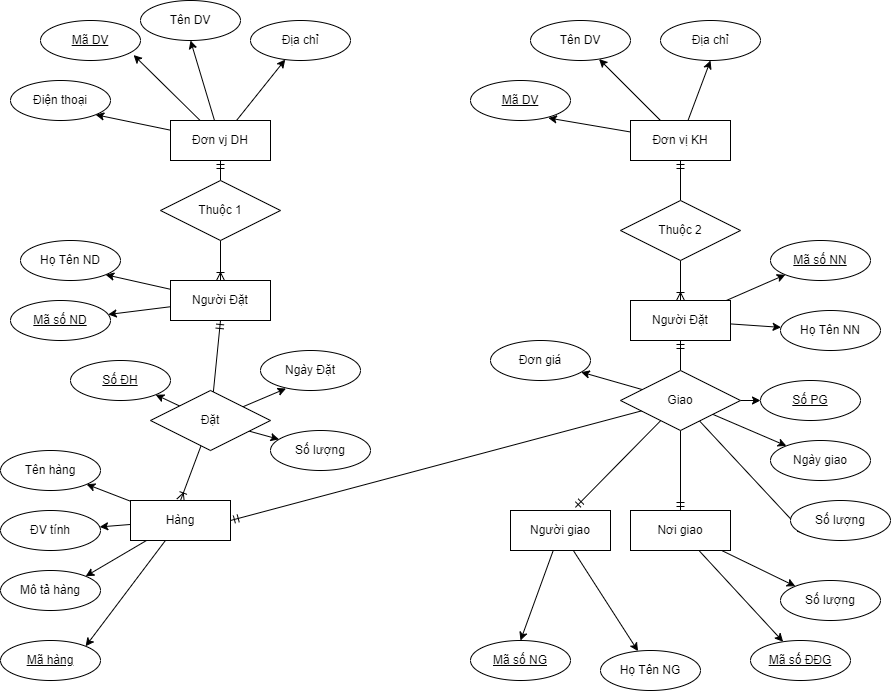 Tên DV
Mã DV
Địa chỉ
Điện thoại
Đơn vị DH
Thuộc 1
Họ Tên ND
Mã số ND
Người Đặt
Số ĐH
Ngày Đặt
Đặt
Số lượng
Tên hàng
ĐV tính
Hàng
Mô tả hàng
Mã hàng
Tên DV
Địa chỉ
Mã DV
Đơn vị KH
Thuộc 2
Mã số NN
Người Đặt
Họ Tên NN
Đơn giá
Giao
Số PG
Ngày giao
Số lượng
Người giao
Nơi giao
Số lượng
Mã số NG
Họ Tên NG
Mã số ĐĐG